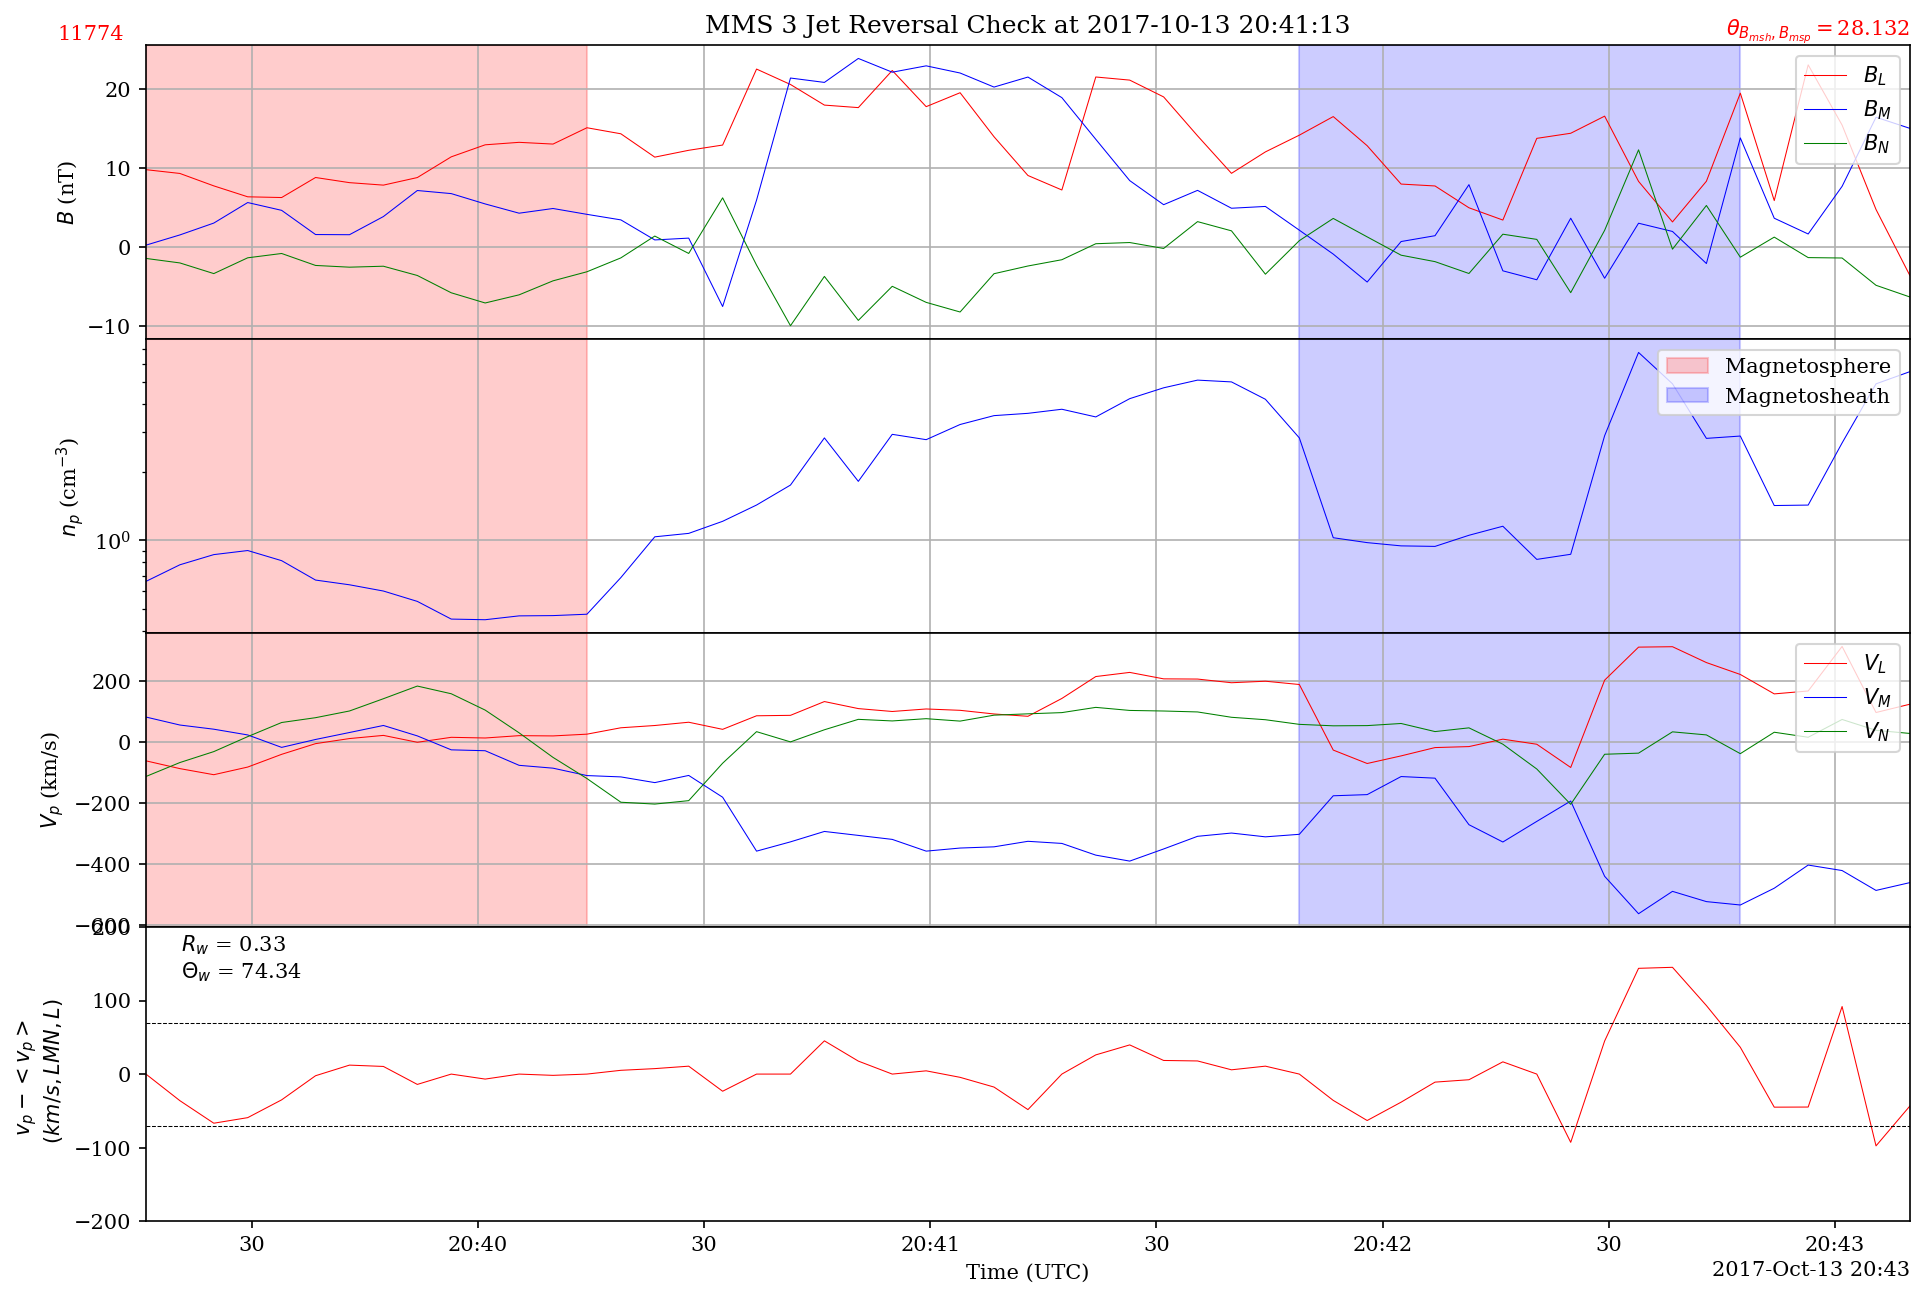 MMS 3 Jet Reversal Check at 2017-10-13 20:41:13
11774
θ_{B_{msh}, B_{msp}} = 28.132
B (nT)
20
10
0
−10
B_L
B_M
B_N
n_p (cm^{−3})
10^0
Magnetosphere
Magnetosheath
V_p (km/s)
200
0
−200
−400
−600
V_L
V_M
V_N
v_p − < v_p >
(km/s, LMN, L)
200
100
0
−100
−200
R_w = 0.33
Θ_w = 74.34
30
20:40
30
20:41
30
20:42
30
20:43
Time (UTC)
2017-Oct-13 20:43